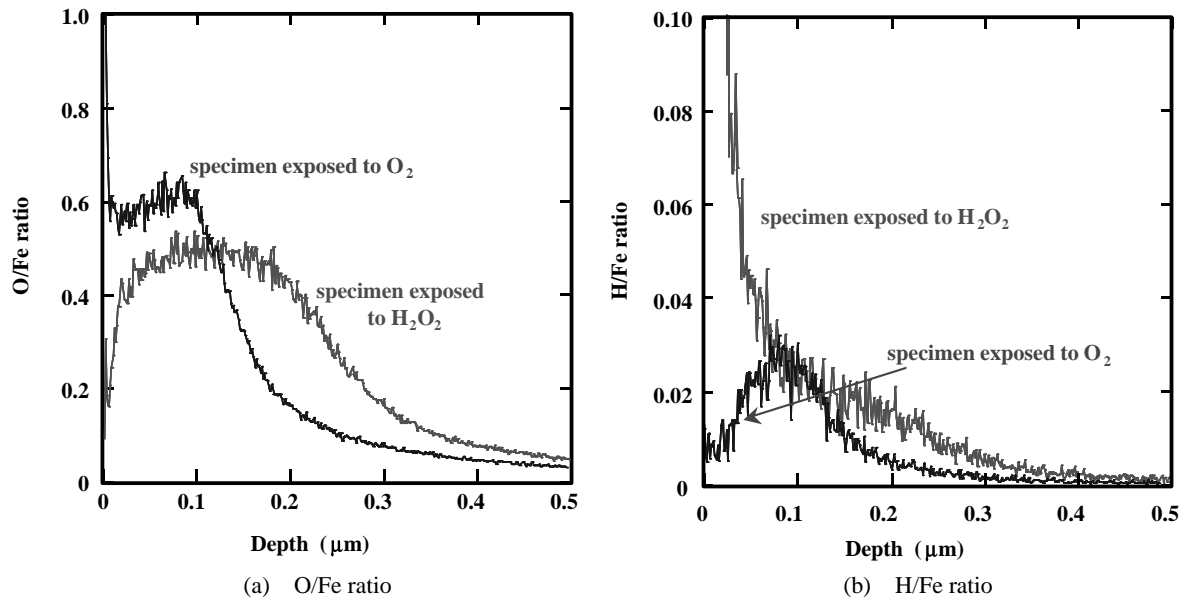 1.0
0.8
0.6
0.4
0.2
0
O/Fe ratio
specimen exposed to O₂
specimen exposed
to H₂O₂
0 0.1 0.2 0.3 0.4 0.5
Depth (μm)
(a) O/Fe ratio
0.10
0.08
0.06
0.04
0.02
0
H/Fe ratio
specimen exposed to H₂O₂
specimen exposed to O₂
0 0.1 0.2 0.3 0.4 0.5
Depth (μm)
(b) H/Fe ratio